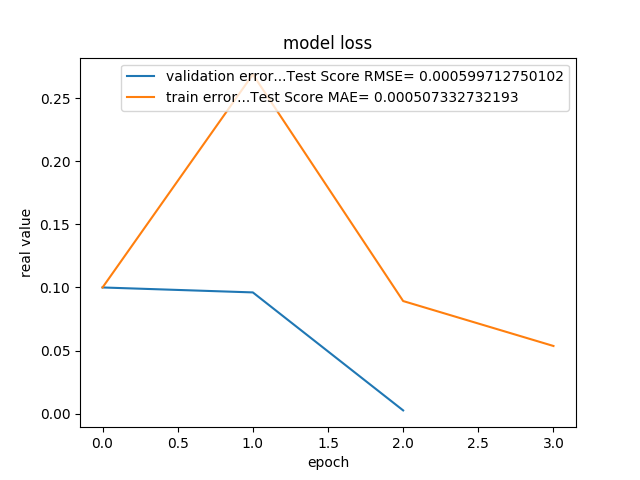 model loss
validation error...Test Score RMSE= 0.000599712750102
train error...Test Score MAE= 0.000507332732193
0.25
0.20
0.15
0.10
0.05
0.00
real value
0.0 0.5 1.0 1.5 2.0 2.5 3.0
epoch